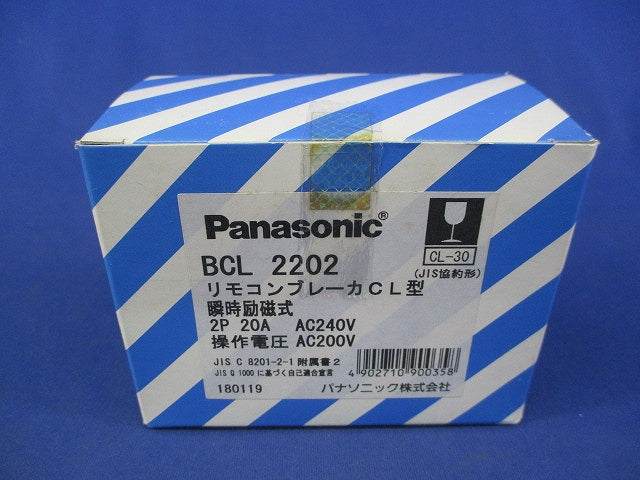 Panasonic®
BCL 2202
リモコンブレーカCL型
瞬時励磁式
2P 20A AC240V
操作電圧 AC200V
JIS C 8201-2-1 附属書2
JIS Q 1000 に基づく自己適合宣言
180119
CL-30
(JIS協約形)
4 902710 900358
パナソニック株式会社